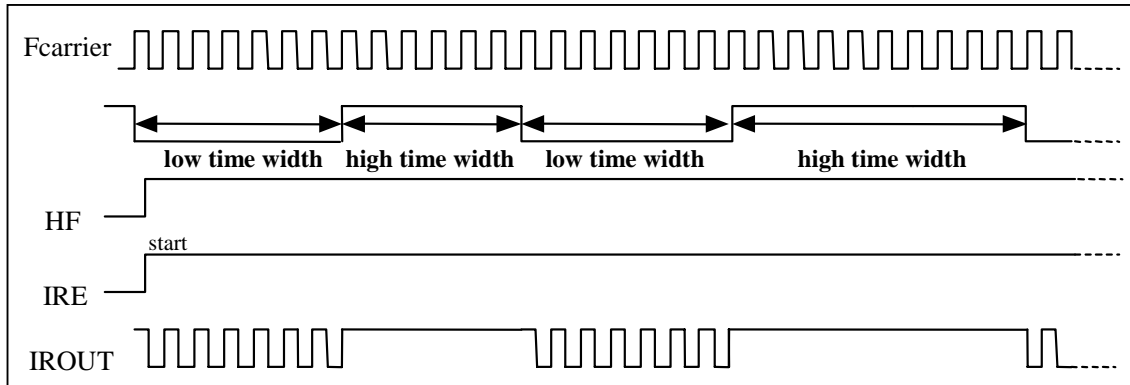 Fcarrier
low time width high time width low time width high time width
HF
start
IRE
IROUT